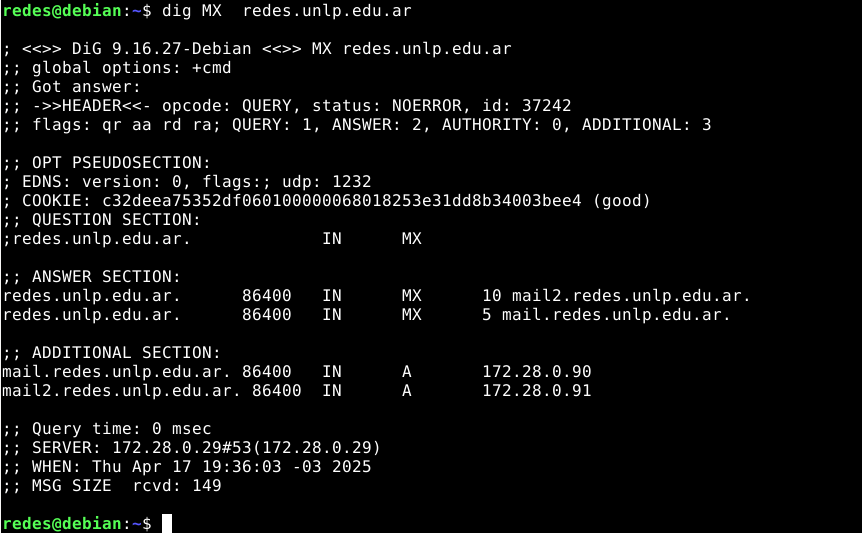 redes@debian:~$ dig MX  redes.unlp.edu.ar
; <<>> DiG 9.16.27-Debian <<>> MX redes.unlp.edu.ar
;; global options: +cmd
;; Got answer:
;; ->>HEADER<<- opcode: QUERY, status: NOERROR, id: 37242
;; flags: qr aa rd ra; QUERY: 1, ANSWER: 2, AUTHORITY: 0, ADDITIONAL: 3
;; OPT PSEUDOSECTION:
; EDNS: version: 0, flags:; udp: 1232
; COOKIE: c32deea75352df060100000068018253e31dd8b34003bee4 (good)
;; QUESTION SECTION:
;redes.unlp.edu.ar.		IN	MX
;; ANSWER SECTION:
redes.unlp.edu.ar.	86400	IN	MX	10 mail2.redes.unlp.edu.ar.
redes.unlp.edu.ar.	86400	IN	MX	5 mail.redes.unlp.edu.ar.
;; ADDITIONAL SECTION:
mail.redes.unlp.edu.ar.	86400	IN	A	172.28.0.90
mail2.redes.unlp.edu.ar. 86400	IN	A	172.28.0.91
;; Query time: 0 msec
;; SERVER: 172.28.0.29#53(172.28.0.29)
;; WHEN: Thu Apr 17 19:36:03 -03 2025
;; MSG SIZE  rcvd: 149
redes@debian:~$